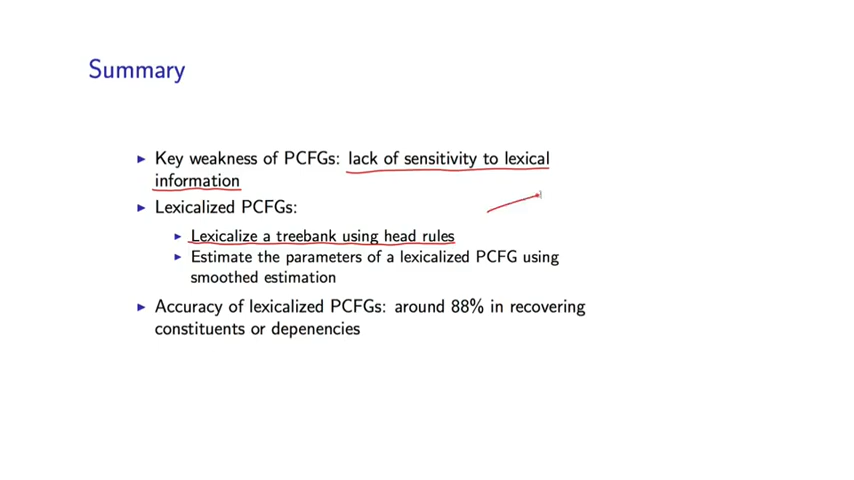 Summary
▶ Key weakness of PCFGs: lack of sensitivity to lexical
information
▶ Lexicalized PCFGs:
▶ Lexicalize a treebank using head rules
▶ Estimate the parameters of a lexicalized PCFG using
smoothed estimation
▶ Accuracy of lexicalized PCFGs: around 88% in recovering
constituents or depenencies